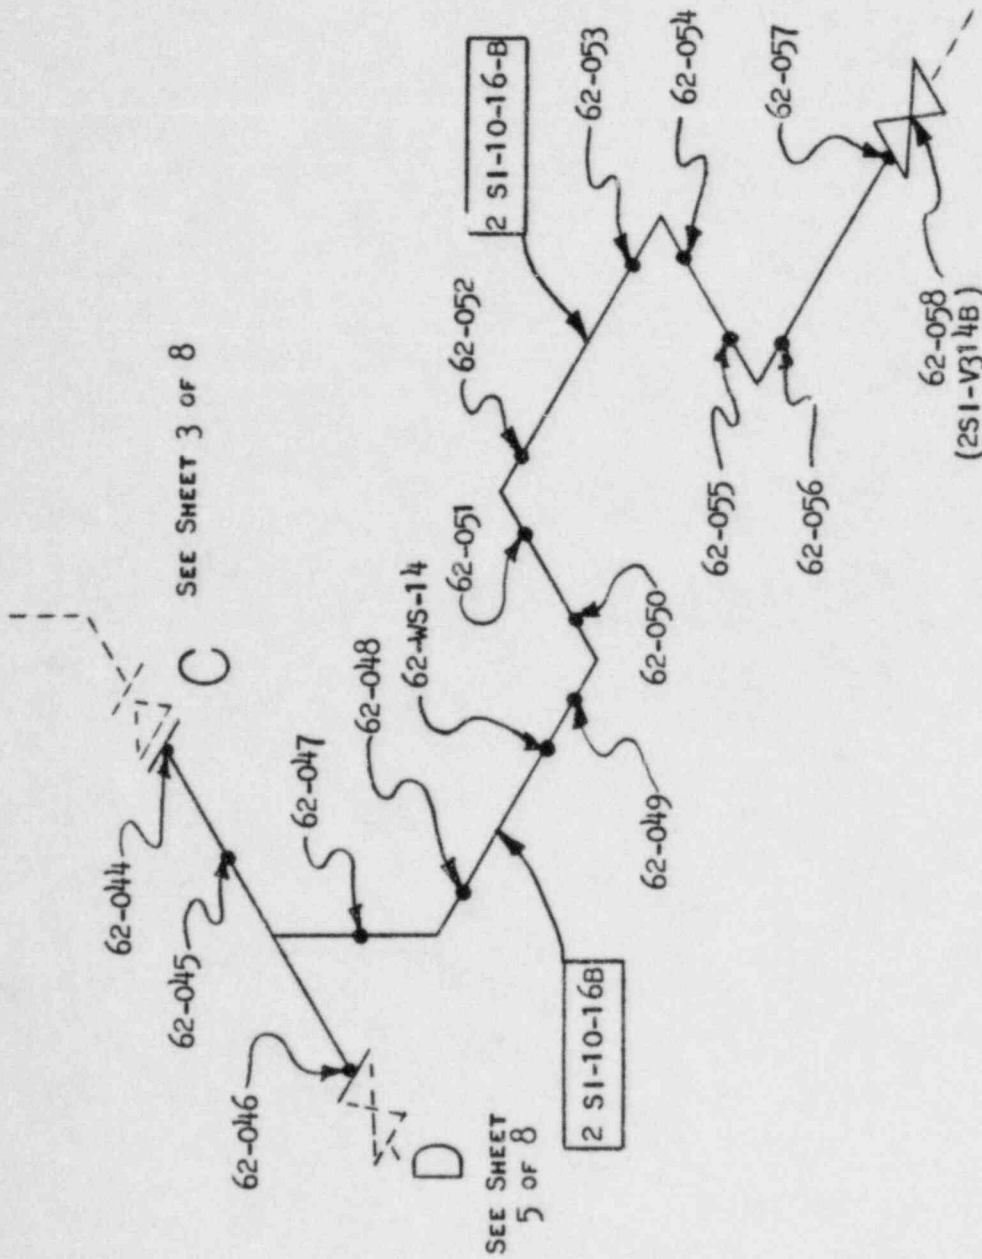 C
SEE SHEET 3 OF 8
62-044
62-045
62-046
D
SEE SHEET
5 OF 8
62-047
62-048
62-WS-14
62-049
62-050
2 SI-10-16B
62-051
62-052
2 SI-10-16-B
62-053
62-054
62-055
62-056
62-057
62-058
(2SI-V314B)